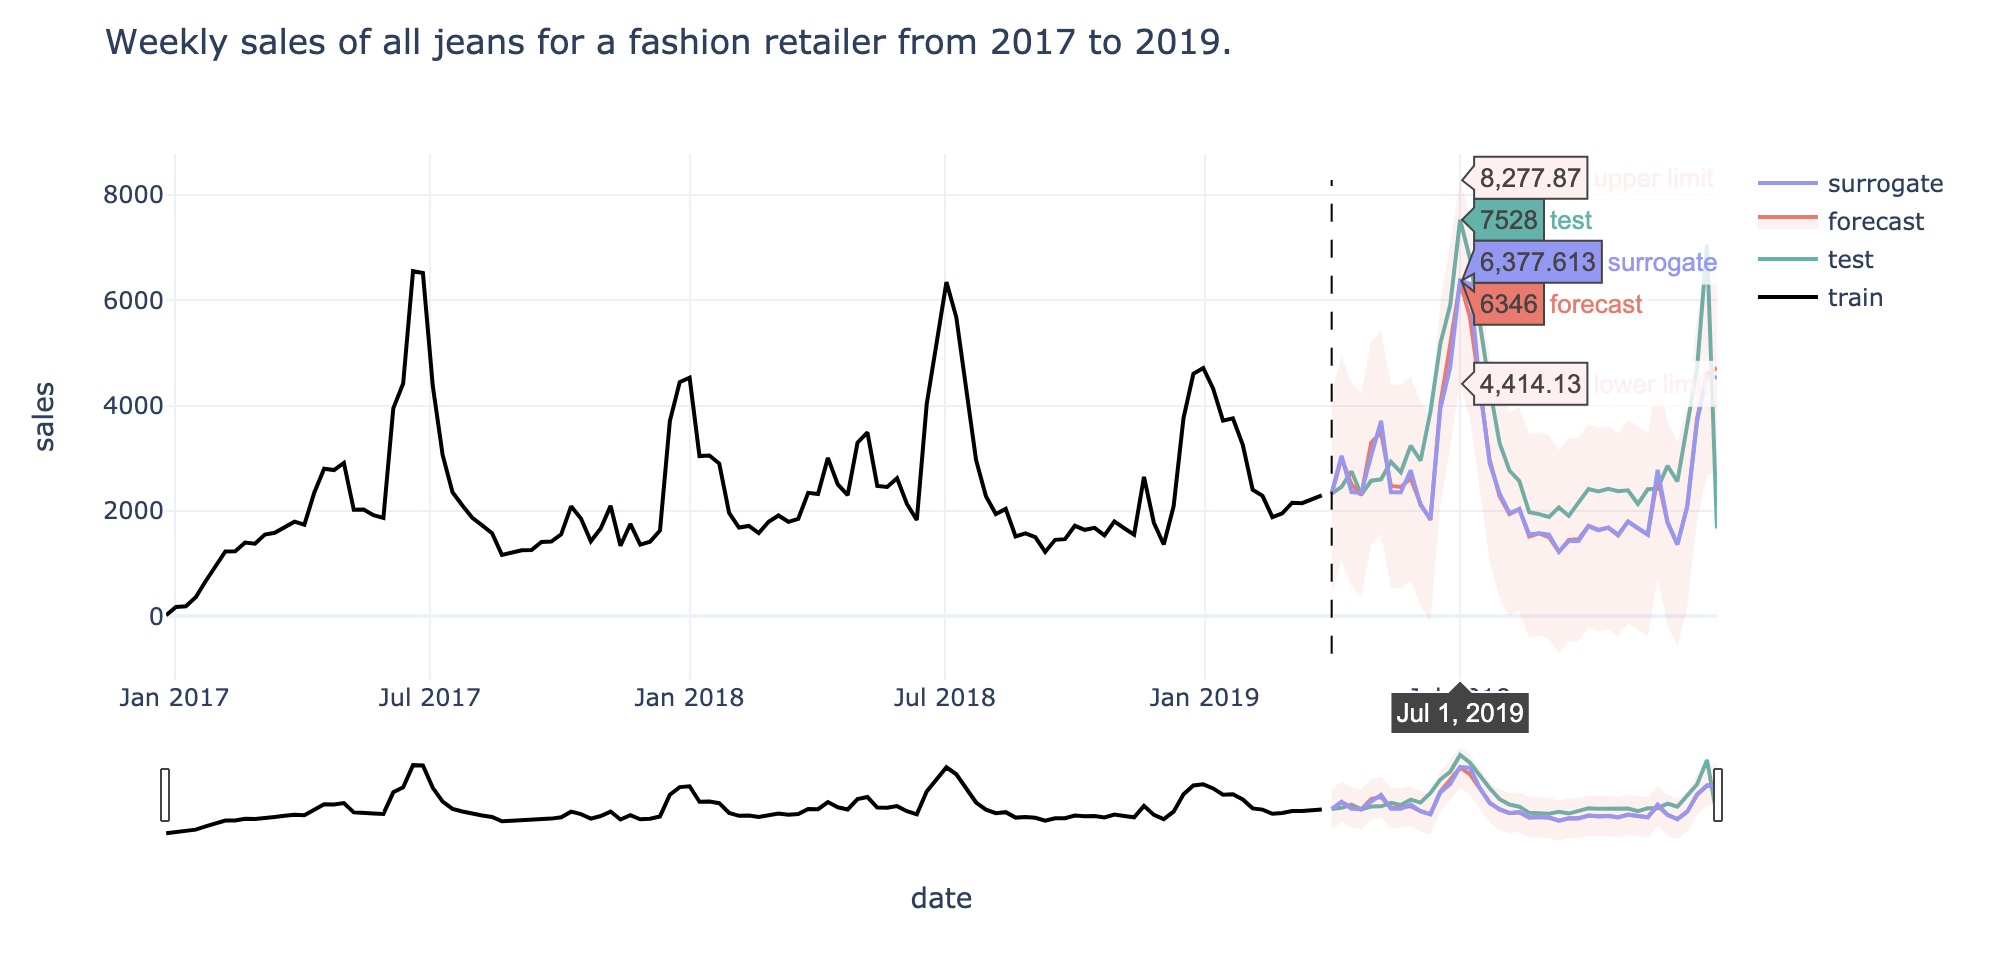 Weekly sales of all jeans for a fashion retailer from 2017 to 2019.
8000
6000
4000
2000
0
sales
8,277.87 upper limit
7528 test
6,377.613 surrogate
6346 forecast
4,414.13 lower limit
surrogate
forecast
test
train
Jan 2017
Jul 2017
Jan 2018
Jul 2018
Jan 2019
Jul 1, 2019
date